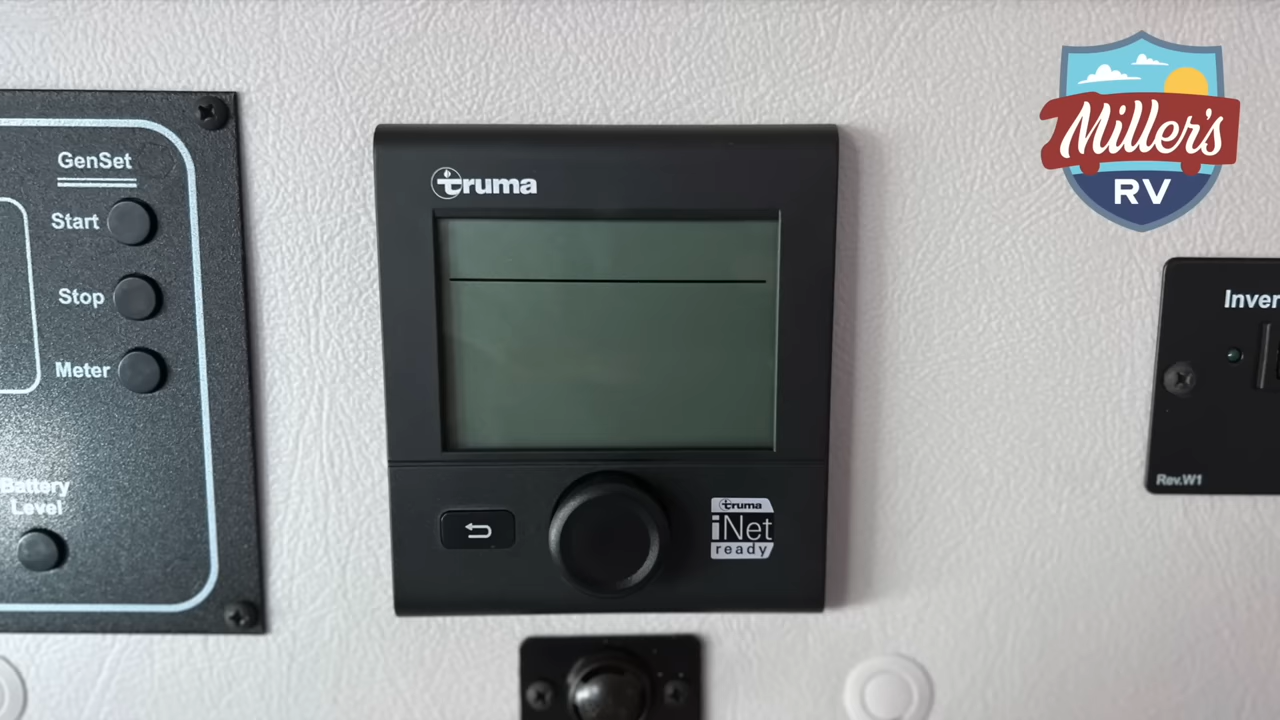 GenSet
Start
Stop
Meter
Battery
Level
truma
truma
iNet
ready
Inver
Rev.W1
Miller's
RV